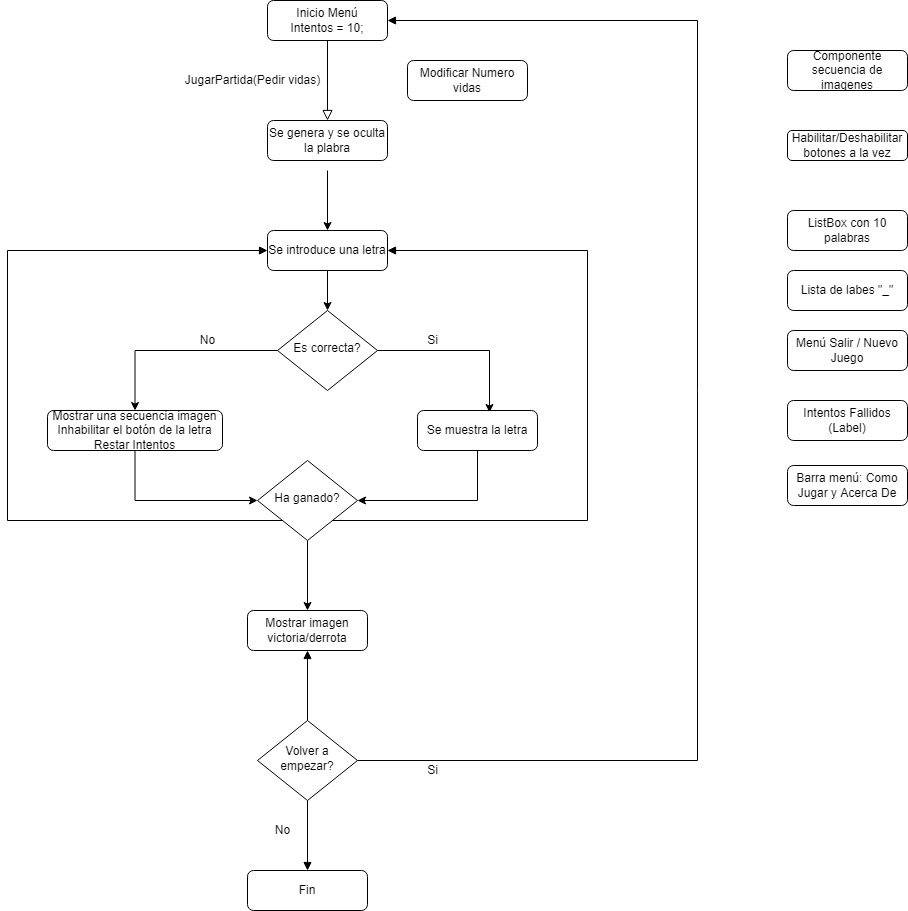 Inicio Menú
Intentos = 10;
JugarPartida(Pedir vidas)
Modificar Numero
vidas
Se genera y se oculta
la plabra
Se introduce una letra
Es correcta?
No
Si
Mostrar una secuencia imagen
Inhabilitar el botón de la letra
Restar Intentos
Se muestra la letra
Ha ganado?
Mostrar imagen
victoria/derrota
Volver a
empezar?
Si
No
Fin
Componente
secuencia de
imagenes
Habilitar/Deshabilitar
botones a la vez
ListBox con 10
palabras
Lista de labes "_"
Menú Salir / Nuevo
Juego
Intentos Fallidos
(Label)
Barra menú: Como
Jugar y Acerca De